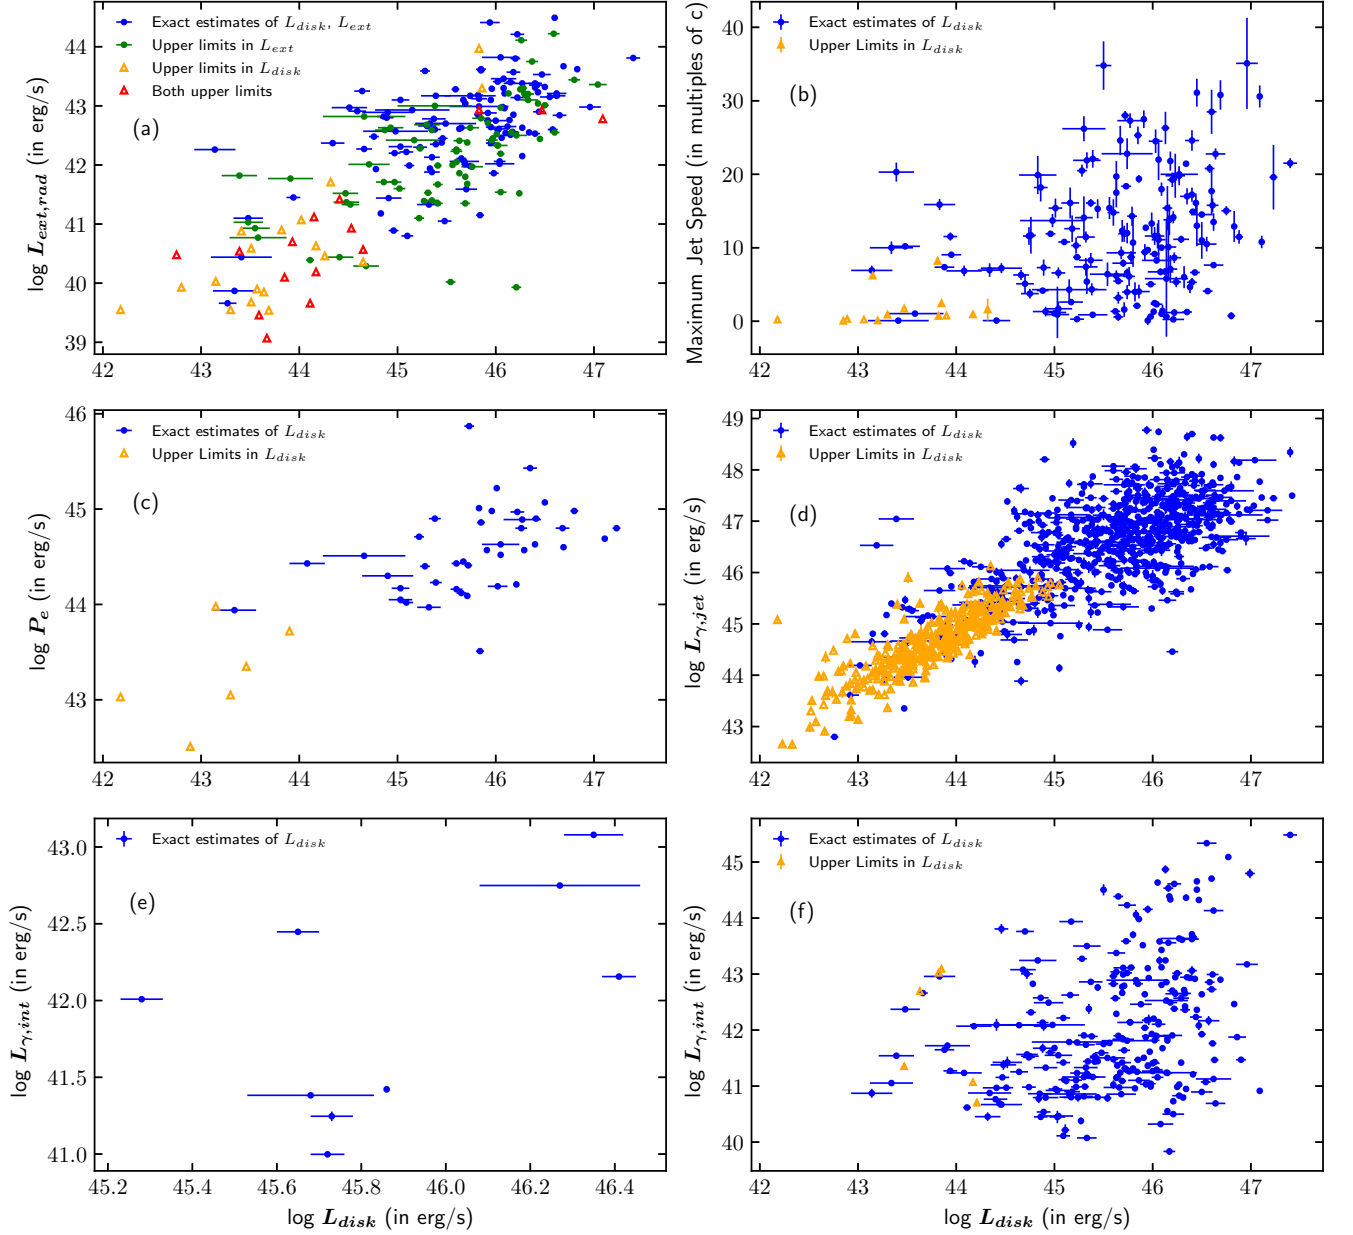 Exact estimates of L_disk, L_ext
Upper limits in L_ext
Upper limits in L_disk
Both upper limits
(a)
44
43
42
41
40
39
log L_ext,rad (in erg/s)
42 43 44 45 46 47
Exact estimates of L_disk
Upper Limits in L_disk
(b)
40
30
20
10
0
Maximum Jet Speed (in multiples of c)
42 43 44 45 46 47
Exact estimates of L_disk
Upper Limits in L_disk
(c)
46
45
44
43
log P_e (in erg/s)
42 43 44 45 46 47
Exact estimates of L_disk
Upper Limits in L_disk
(d)
49
48
47
46
45
44
43
log L_γ,jet (in erg/s)
42 43 44 45 46 47
Exact estimates of L_disk
(e)
43.0
42.5
42.0
41.5
41.0
log L_γ,int (in erg/s)
45.2 45.4 45.6 45.8 46.0 46.2 46.4
log L_disk (in erg/s)
Exact estimates of L_disk
Upper Limits in L_disk
(f)
45
44
43
42
41
40
log L_γ,int (in erg/s)
42 43 44 45 46 47
log L_disk (in erg/s)